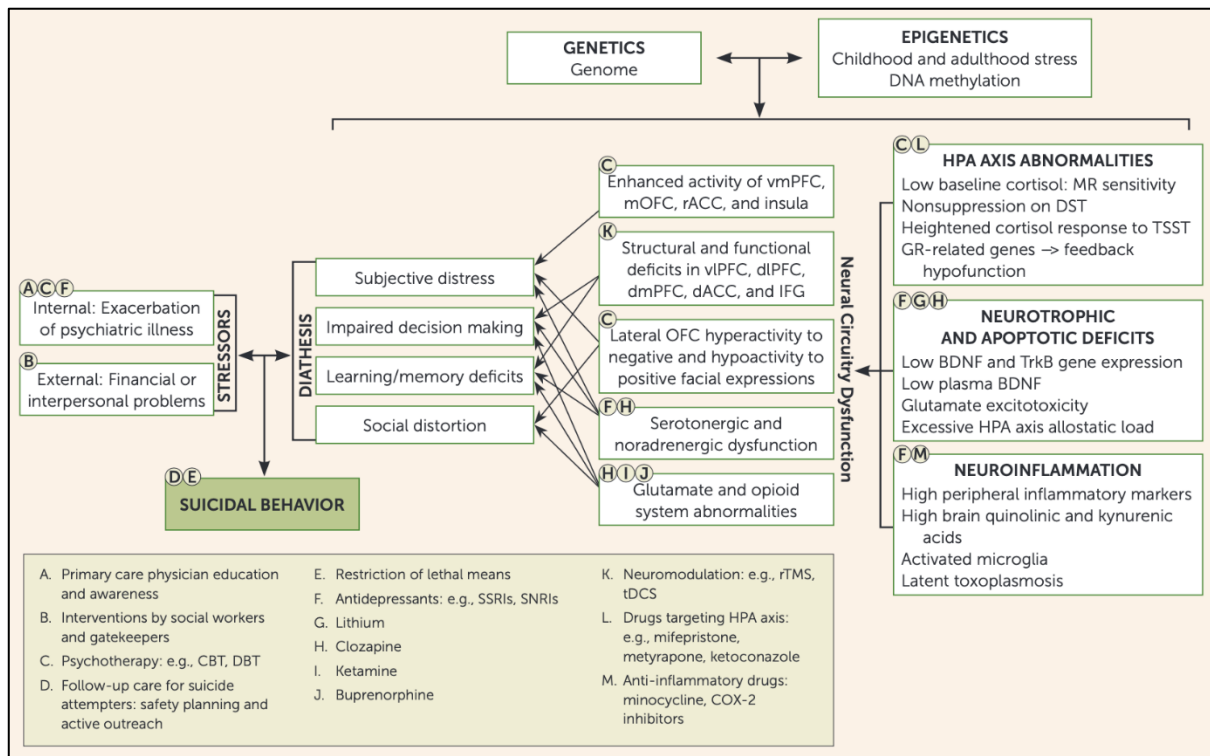 GENETICS
Genome
EPIGENETICS
Childhood and adulthood stress
DNA methylation
A C F
Internal: Exacerbation
of psychiatric illness
B
External: Financial or
interpersonal problems
STRESSORS
D E
SUICIDAL BEHAVIOR
DIATHESIS
Subjective distress
Impaired decision making
Learning/memory deficits
Social distortion
C
Enhanced activity of vmPFC,
mOFC, rACC, and insula
K
Structural and functional
deficits in vlPFC, dlPFC,
dmPFC, dACC, and IFG
C
Lateral OFC hyperactivity to
negative and hypoactivity to
positive facial expressions
F H
Serotonergic and
noradrenergic dysfunction
H I J
Glutamate and opioid
system abnormalities
Neural Circuitry Dysfunction
C L
HPA AXIS ABNORMALITIES
Low baseline cortisol: MR sensitivity
Nonsuppression on DST
Heightened cortisol response to TSST
GR-related genes → feedback
hypofunction
F G H
NEUROTROPHIC
AND APOPTOTIC DEFICITS
Low BDNF and TrkB gene expression
Low plasma BDNF
Glutamate excitotoxicity
Excessive HPA axis allostatic load
F M
NEUROINFLAMMATION
High peripheral inflammatory markers
High brain quinolinic and kynurenic
acids
Activated microglia
Latent toxoplasmosis
A. Primary care physician education
and awareness
B. Interventions by social workers
and gatekeepers
C. Psychotherapy: e.g., CBT, DBT
D. Follow-up care for suicide
attempters: safety planning and
active outreach
E. Restriction of lethal means
F. Antidepressants: e.g., SSRIs, SNRIs
G. Lithium
H. Clozapine
I. Ketamine
J. Buprenorphine
K. Neuromodulation: e.g., rTMS,
tDCS
L. Drugs targeting HPA axis:
e.g., mifepristone,
metyrapone, ketoconazole
M. Anti-inflammatory drugs:
minocycline, COX-2
inhibitors